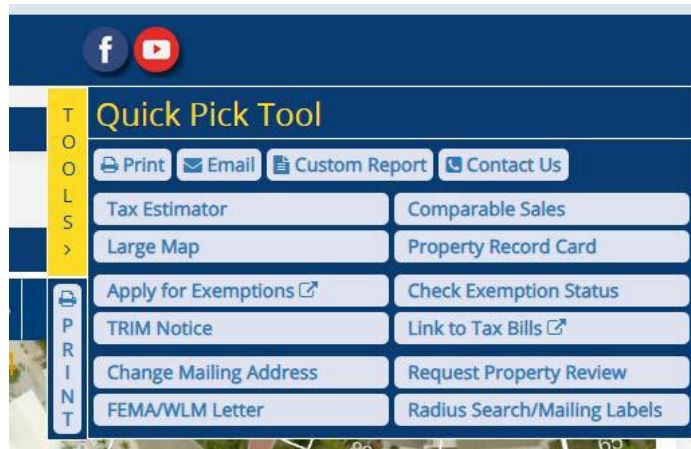 f
TOOLS >
Quick Pick Tool
Print Email Custom Report Contact Us
Tax Estimator Comparable Sales
Large Map Property Record Card
Apply for Exemptions Check Exemption Status
TRIM Notice Link to Tax Bills
PRINT
Change Mailing Address Request Property Review
FEMA/WLM Letter Radius Search/Mailing Labels
65